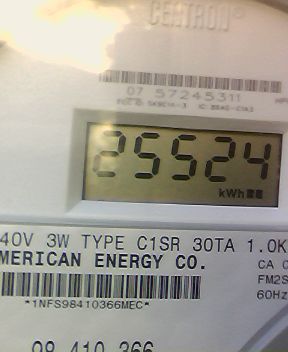 CENTRON®
07 57245311
25524
kWh
40V 3W TYPE C1SR 30TA 1.0K
MERICAN ENERGY CO.
CA 0
FM2S
60Hz
*1NFS98410366MEC*
98 410 366